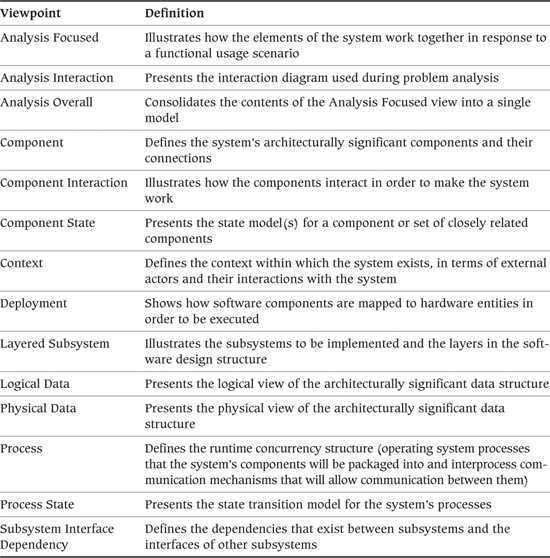 Viewpoint Definition
Analysis Focused Illustrates how the elements of the system work together in response to
a functional usage scenario
Analysis Interaction Presents the interaction diagram used during problem analysis
Analysis Overall Consolidates the contents of the Analysis Focused view into a single
model
Component Defines the system's architecturally significant components and their
connections
Component Interaction Illustrates how the components interact in order to make the system
work
Component State Presents the state model(s) for a component or set of closely related
components
Context Defines the context within which the system exists, in terms of external
actors and their interactions with the system
Deployment Shows how software components are mapped to hardware entities in
order to be executed
Layered Subsystem Illustrates the subsystems to be implemented and the layers in the soft-
ware design structure
Logical Data Presents the logical view of the architecturally significant data structure
Physical Data Presents the physical view of the architecturally significant data
structure
Process Defines the runtime concurrency structure (operating system processes
that the system's components will be packaged into and interprocess com-
munication mechanisms that will allow communication between them)
Process State Presents the state transition model for the system's processes
Subsystem Interface Defines the dependencies that exist between subsystems and the
Dependency interfaces of other subsystems